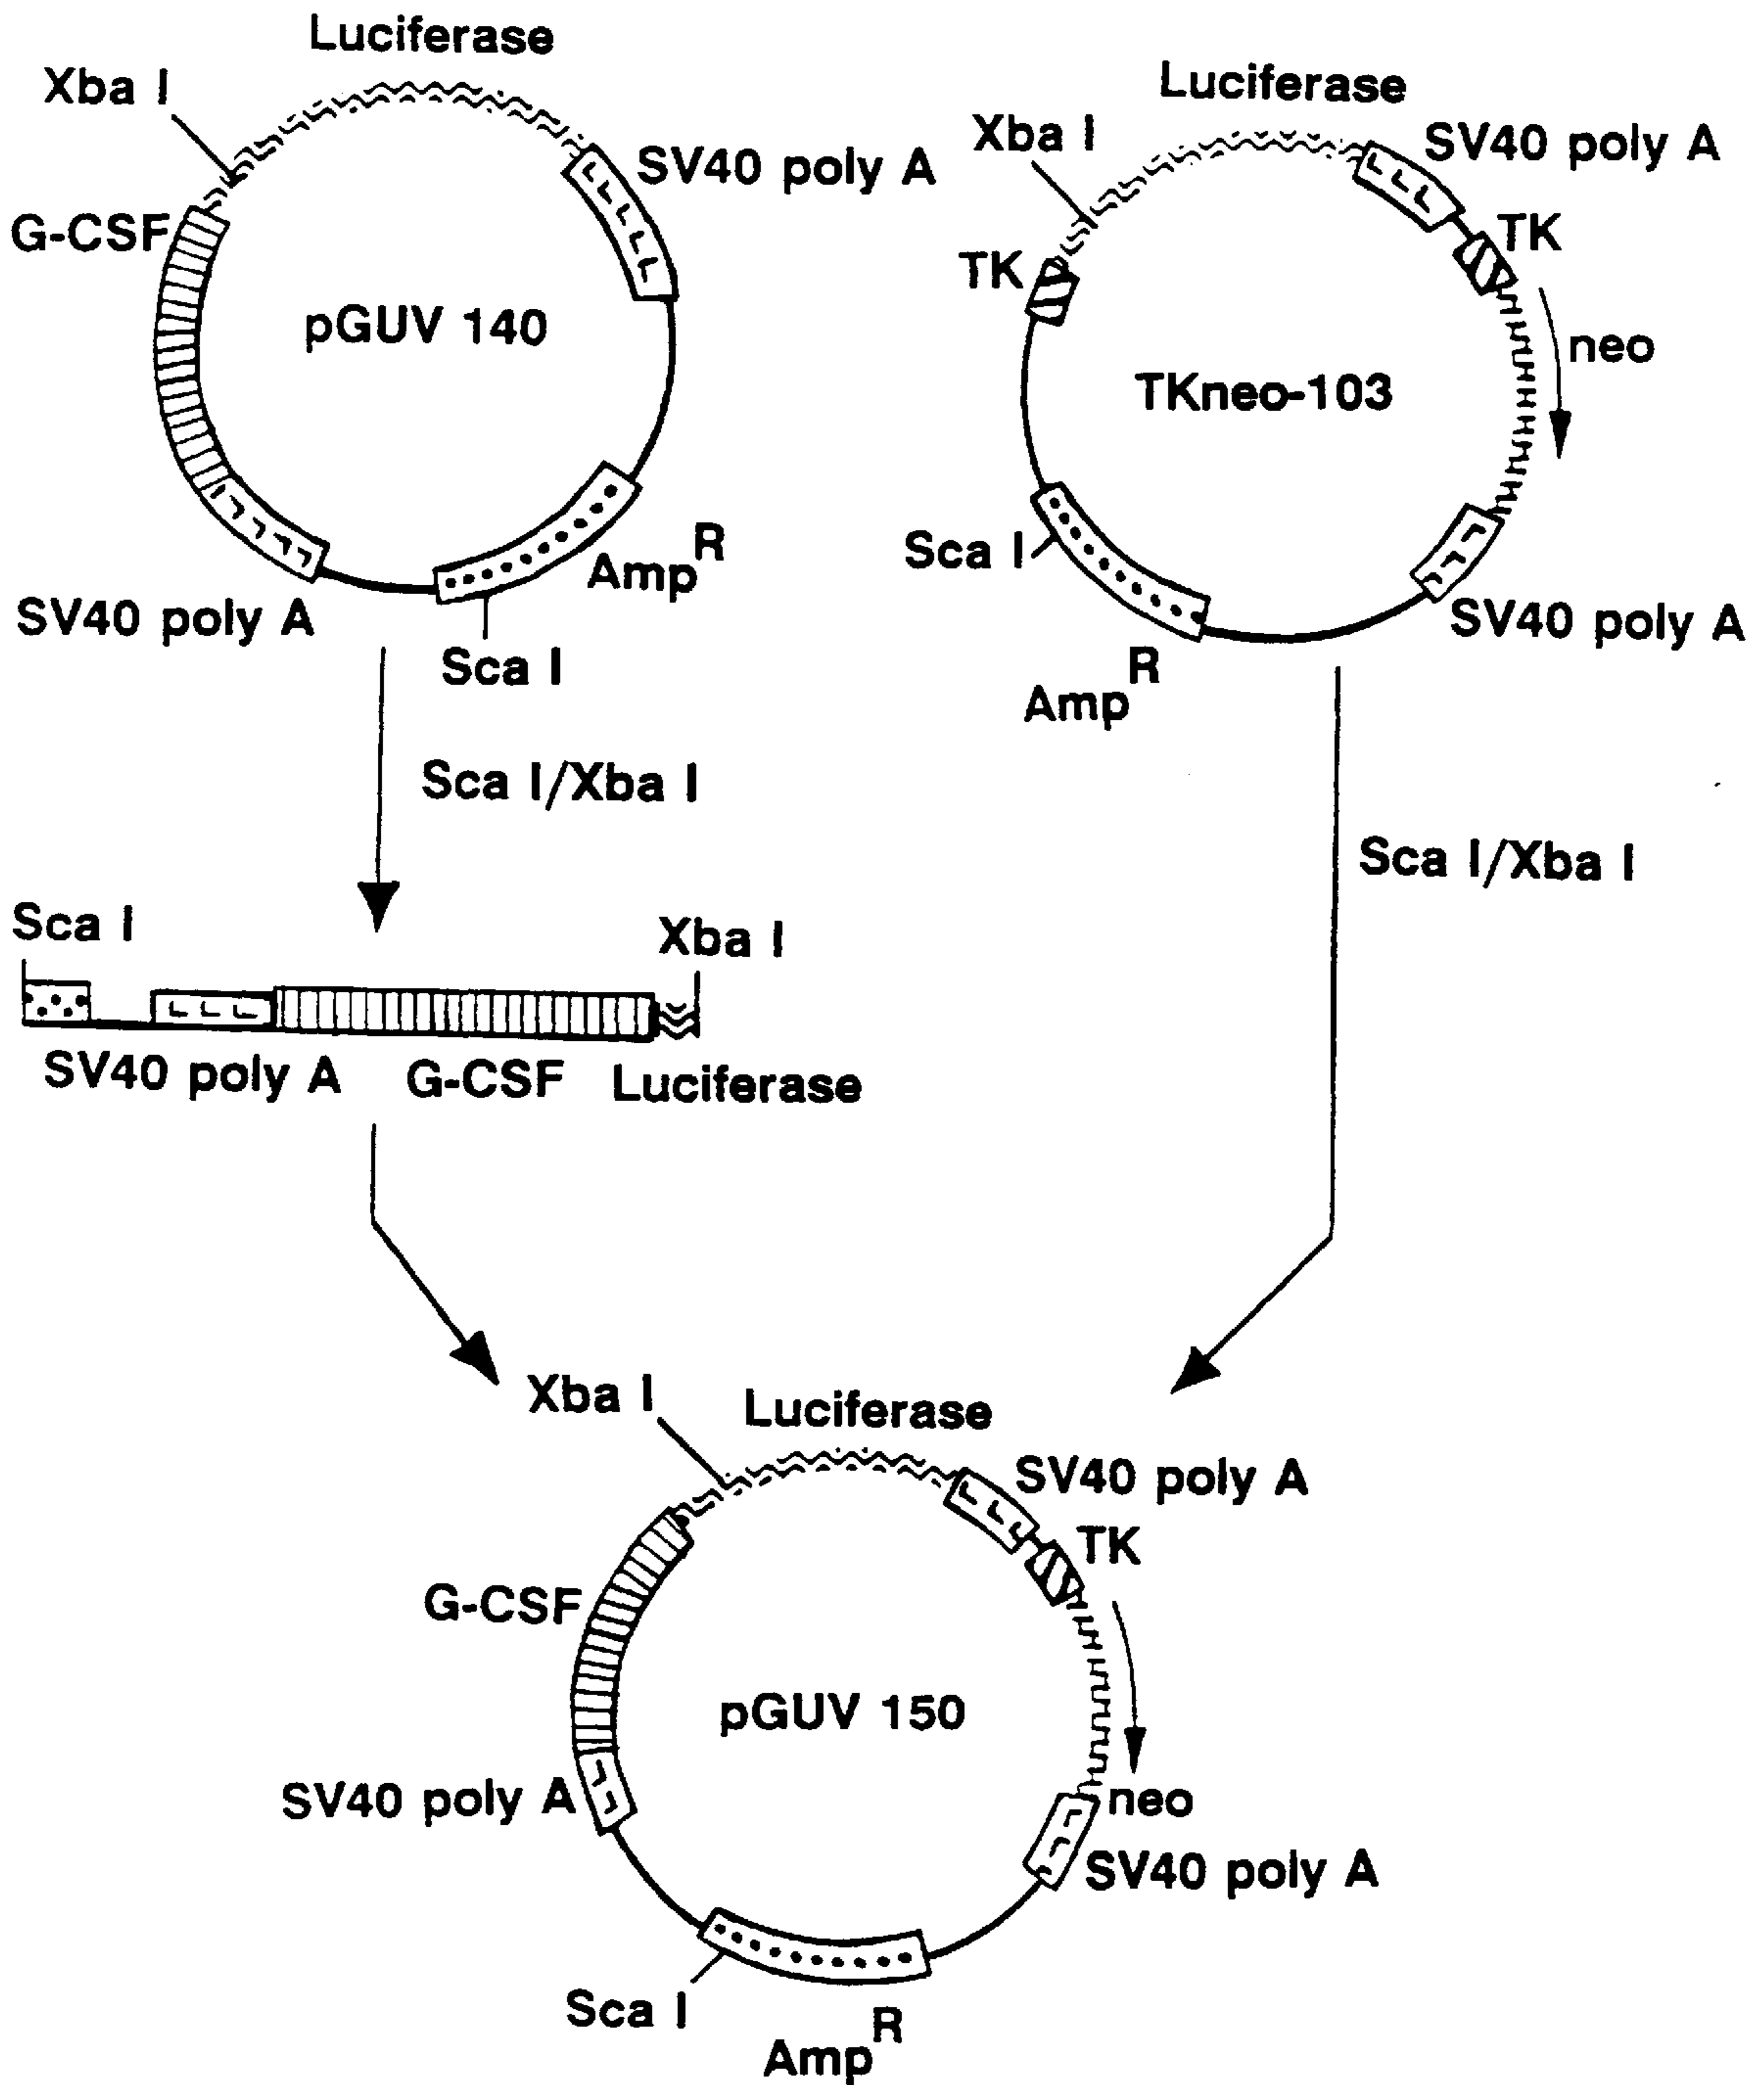 Luciferase
Xba I
SV40 poly A
G-CSF
pGUV 140
Amp R
SV40 poly A
Sca I
Luciferase
Xba I
SV40 poly A
TK
TK
neo
TKneo-103
Sca I
SV40 poly A
Amp R
Sca I/Xba I
Sca I/Xba I
Sca I
Xba I
SV40 poly A G-CSF Luciferase
Xba I
Luciferase
SV40 poly A
TK
G-CSF
pGUV 150
SV40 poly A
neo
SV40 poly A
Sca I
Amp R